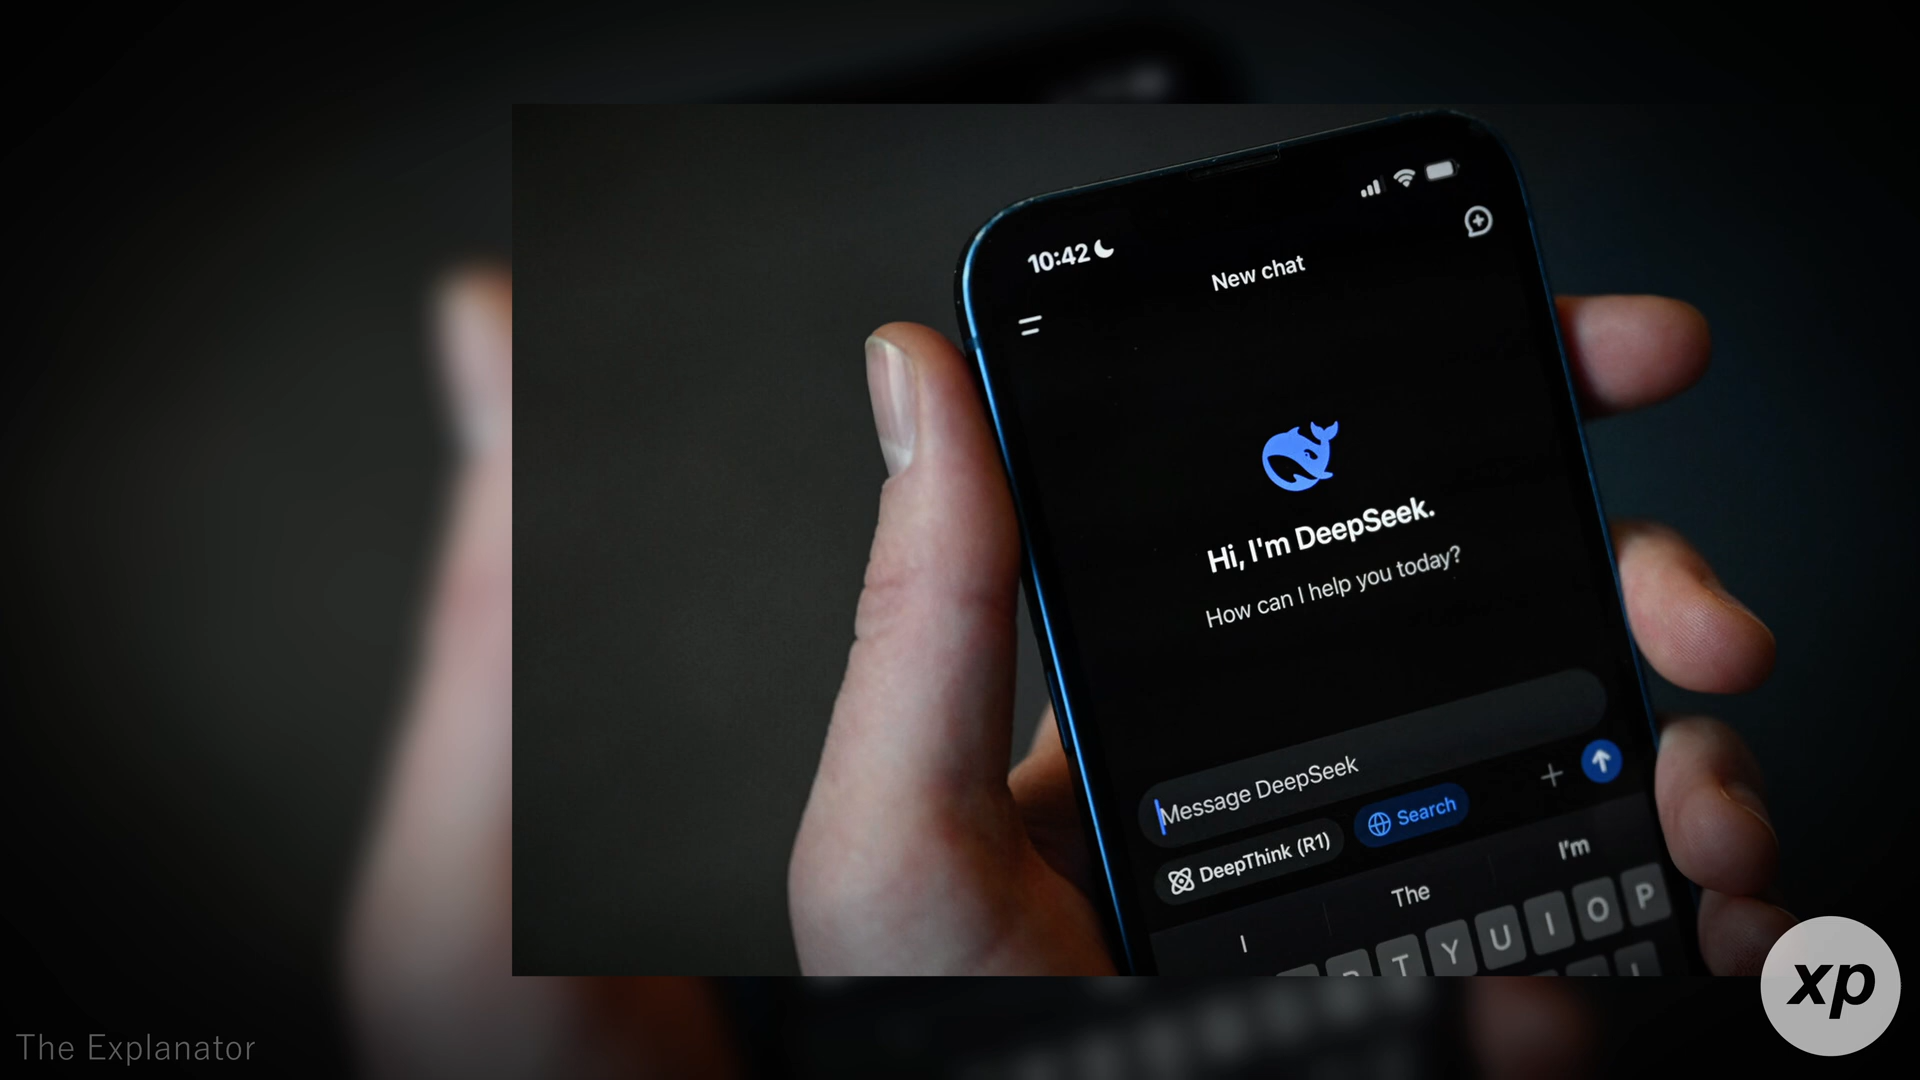 10:42
New chat
Hi, I'm DeepSeek.
How can I help you today?
Message DeepSeek
DeepThink (R1)
Search
I
The
I'm
T Y U I O P
The Explanator
xp